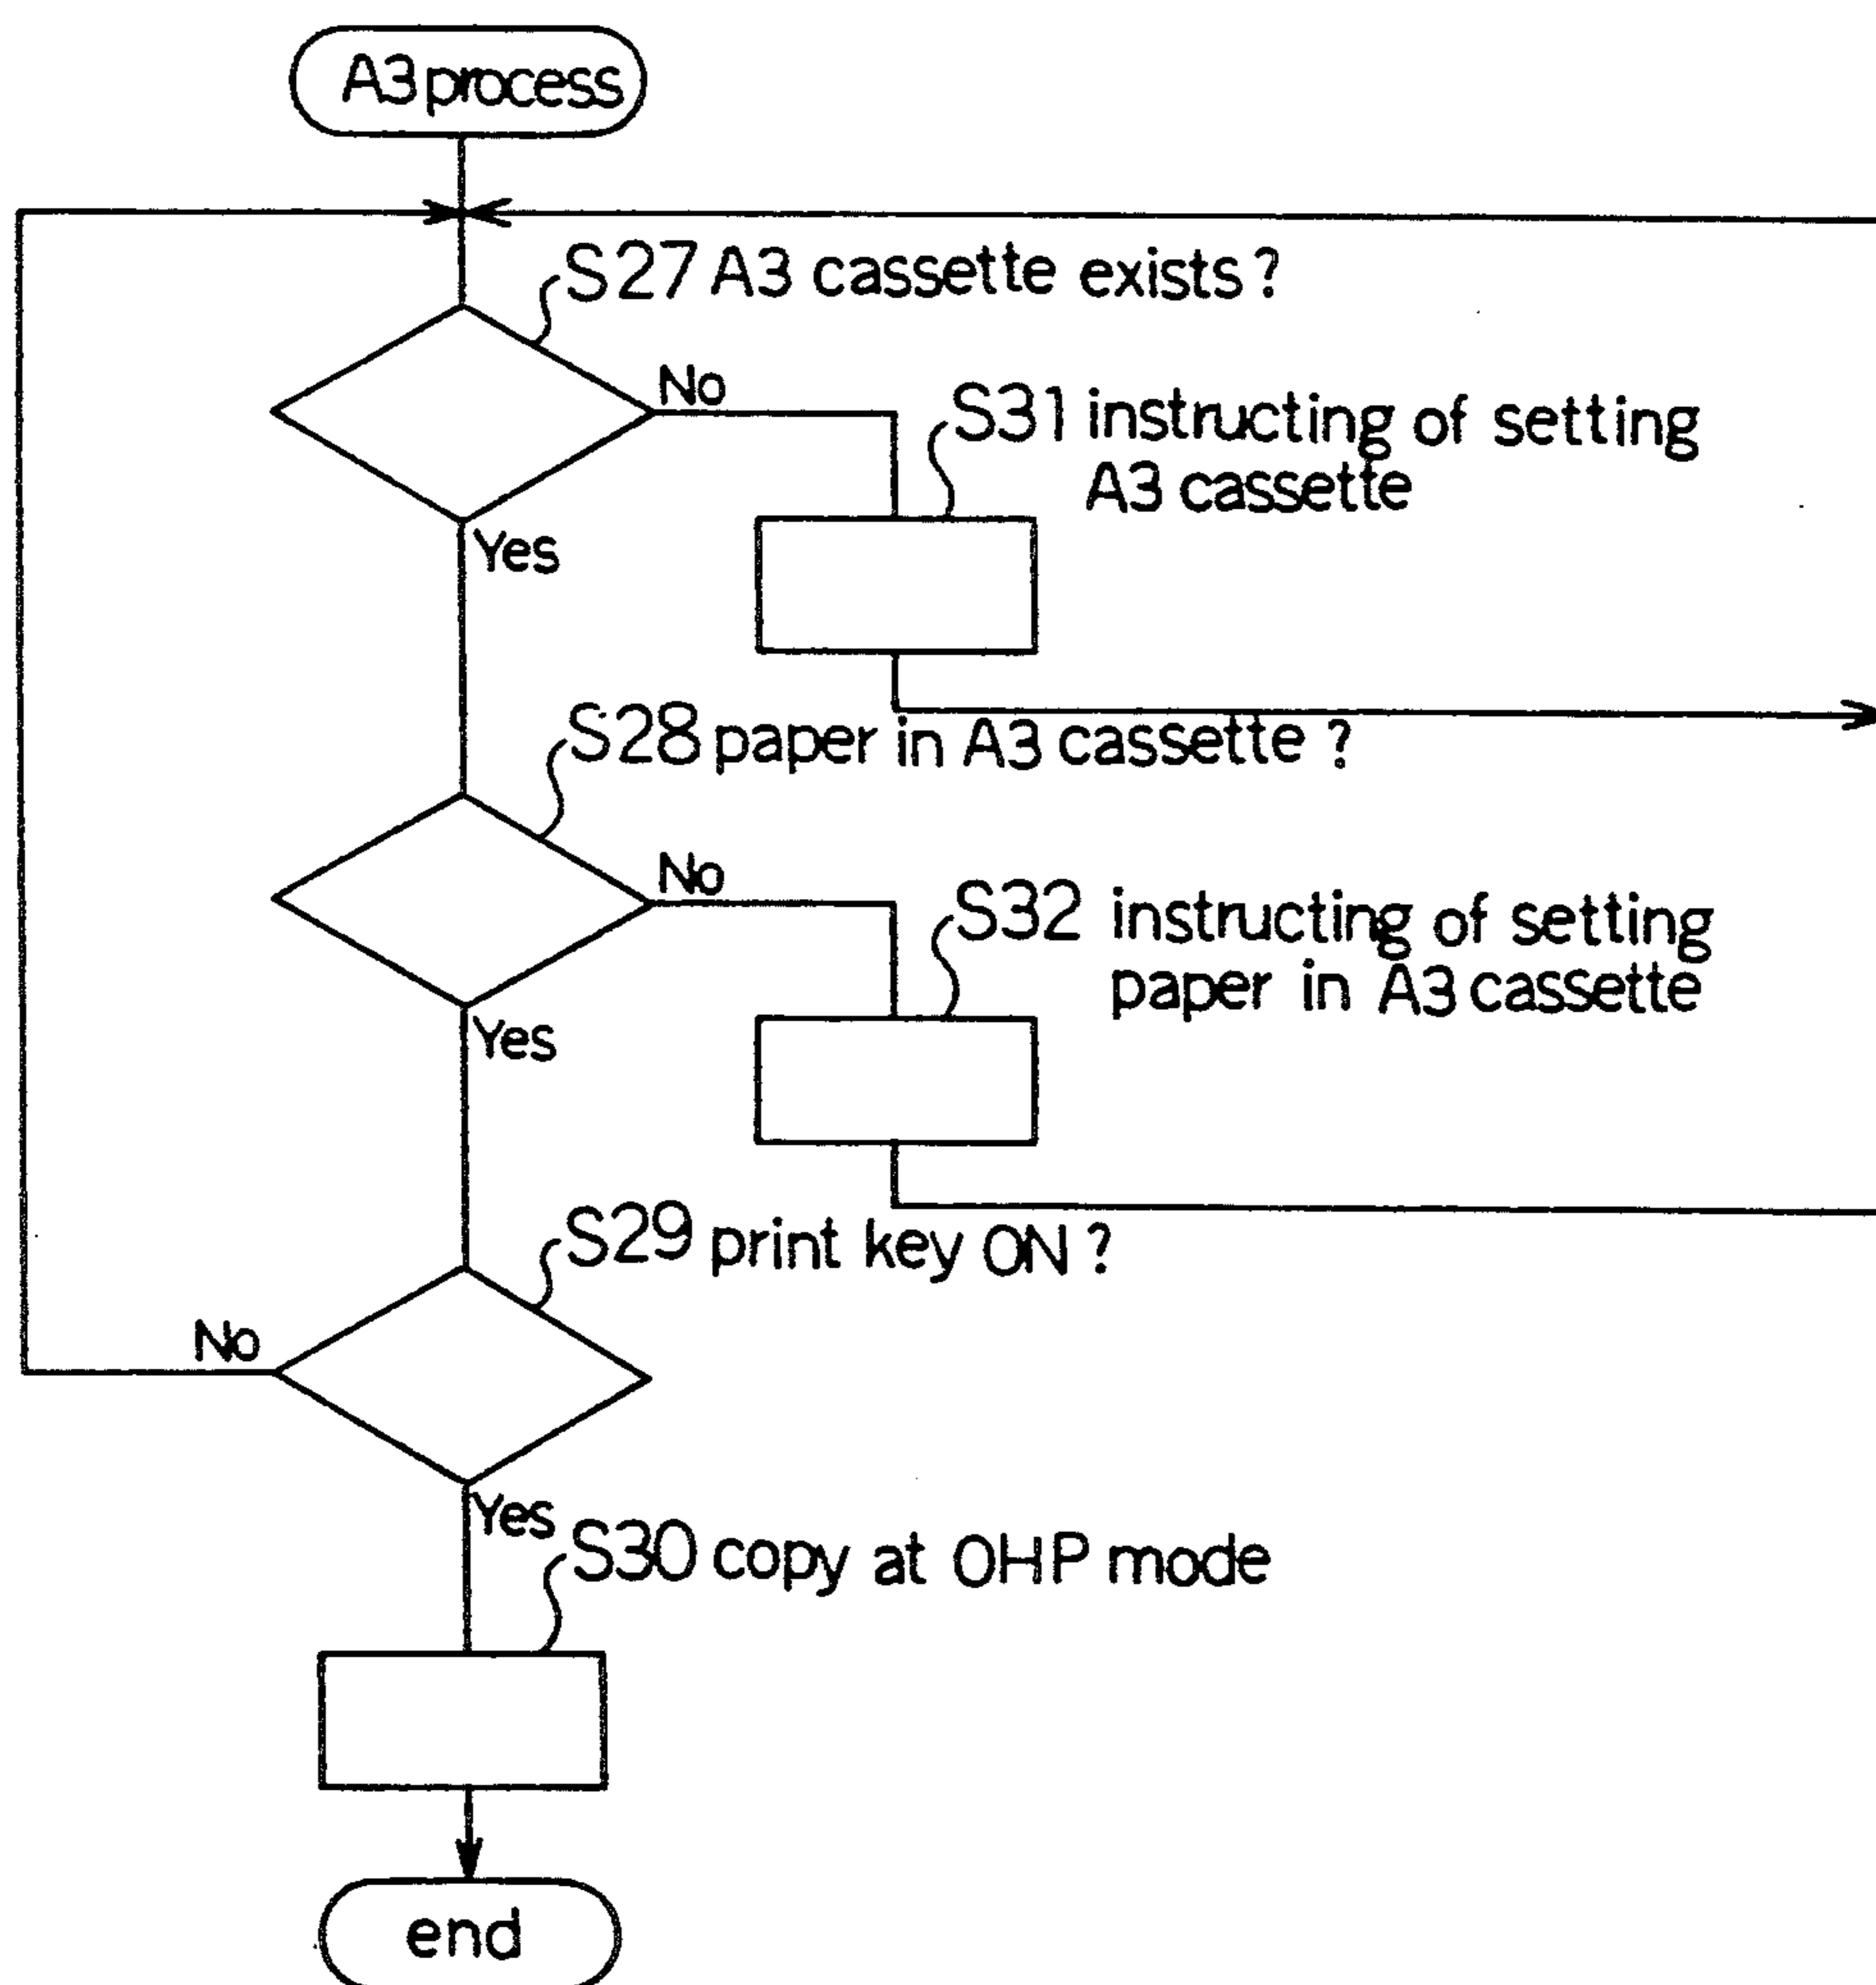 A3 process
S27 A3 cassette exists?
No
S31 instructing of setting
A3 cassette
Yes
S28 paper in A3 cassette ?
No
S32 instructing of setting
paper in A3 cassette
Yes
S29 print key ON ?
No
Yes
S30 copy at OHP mode
end